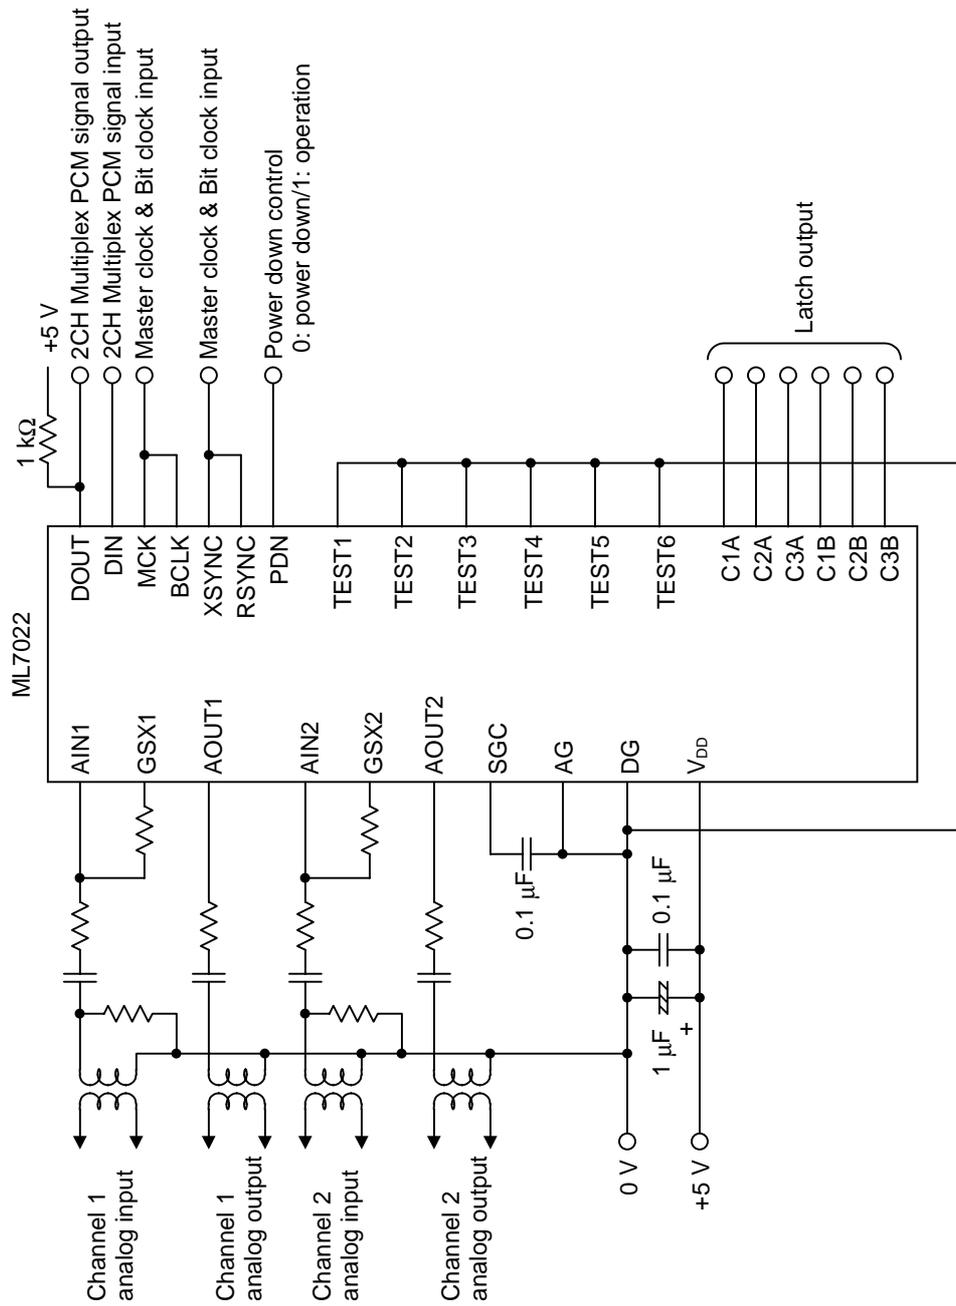 ML7022
Channel 1
analog input
Channel 1
analog output
Channel 2
analog input
Channel 2
analog output
0 V
+5 V
1 µF
+
0.1 µF
0.1 µF
AIN1
GSX1
AOUT1
AIN2
GSX2
AOUT2
SGC
AG
DG
VDD
DOUT
DIN
MCK
BCLK
XSYNC
RSYNC
PDN
TEST1
TEST2
TEST3
TEST4
TEST5
TEST6
C1A
C2A
C3A
C1B
C2B
C3B
1 kΩ
+5 V
2CH Multiplex PCM signal output
2CH Multiplex PCM signal input
Master clock & Bit clock input
Master clock & Bit clock input
Power down control
0: power down/1: operation
Latch output